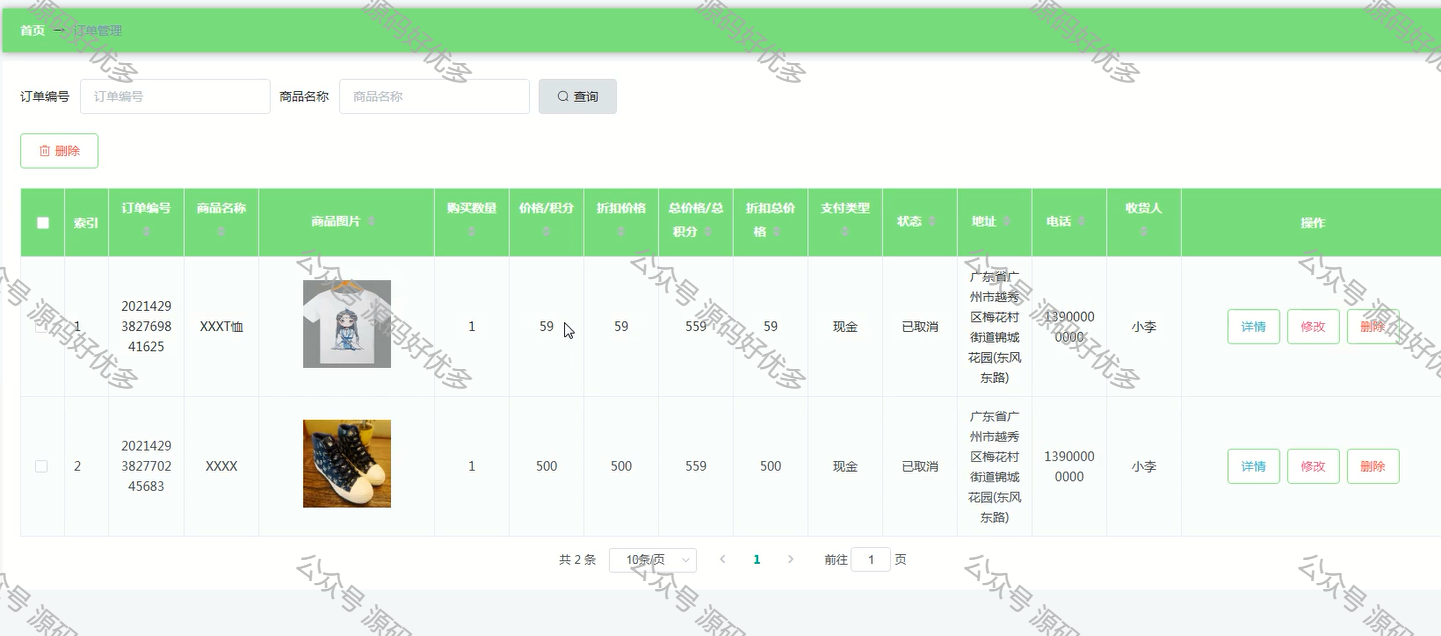 首页 → 订单管理
订单编号 订单编号 商品名称 商品名称 查询
删除
索引 订单编号 商品名称 商品图片 购买数量 价格/积分 折扣价格 总价格/总积分 折扣总价格 支付类型 状态 地址 电话 收货人 操作
1 2021429382769841625 XXXT恤 1 59 59 559 59 现金 已取消 广东省广州市越秀区梅花村街道锦城花园(东风东路) 13900000000 小李 详情 修改 删除
2 2021429382770245683 XXXX 1 500 500 559 500 现金 已取消 广东省广州市越秀区梅花村街道锦城花园(东风东路) 13900000000 小李 详情 修改 删除
共 2 条 10条/页 1 前往 1 页
公众号 源码好优多